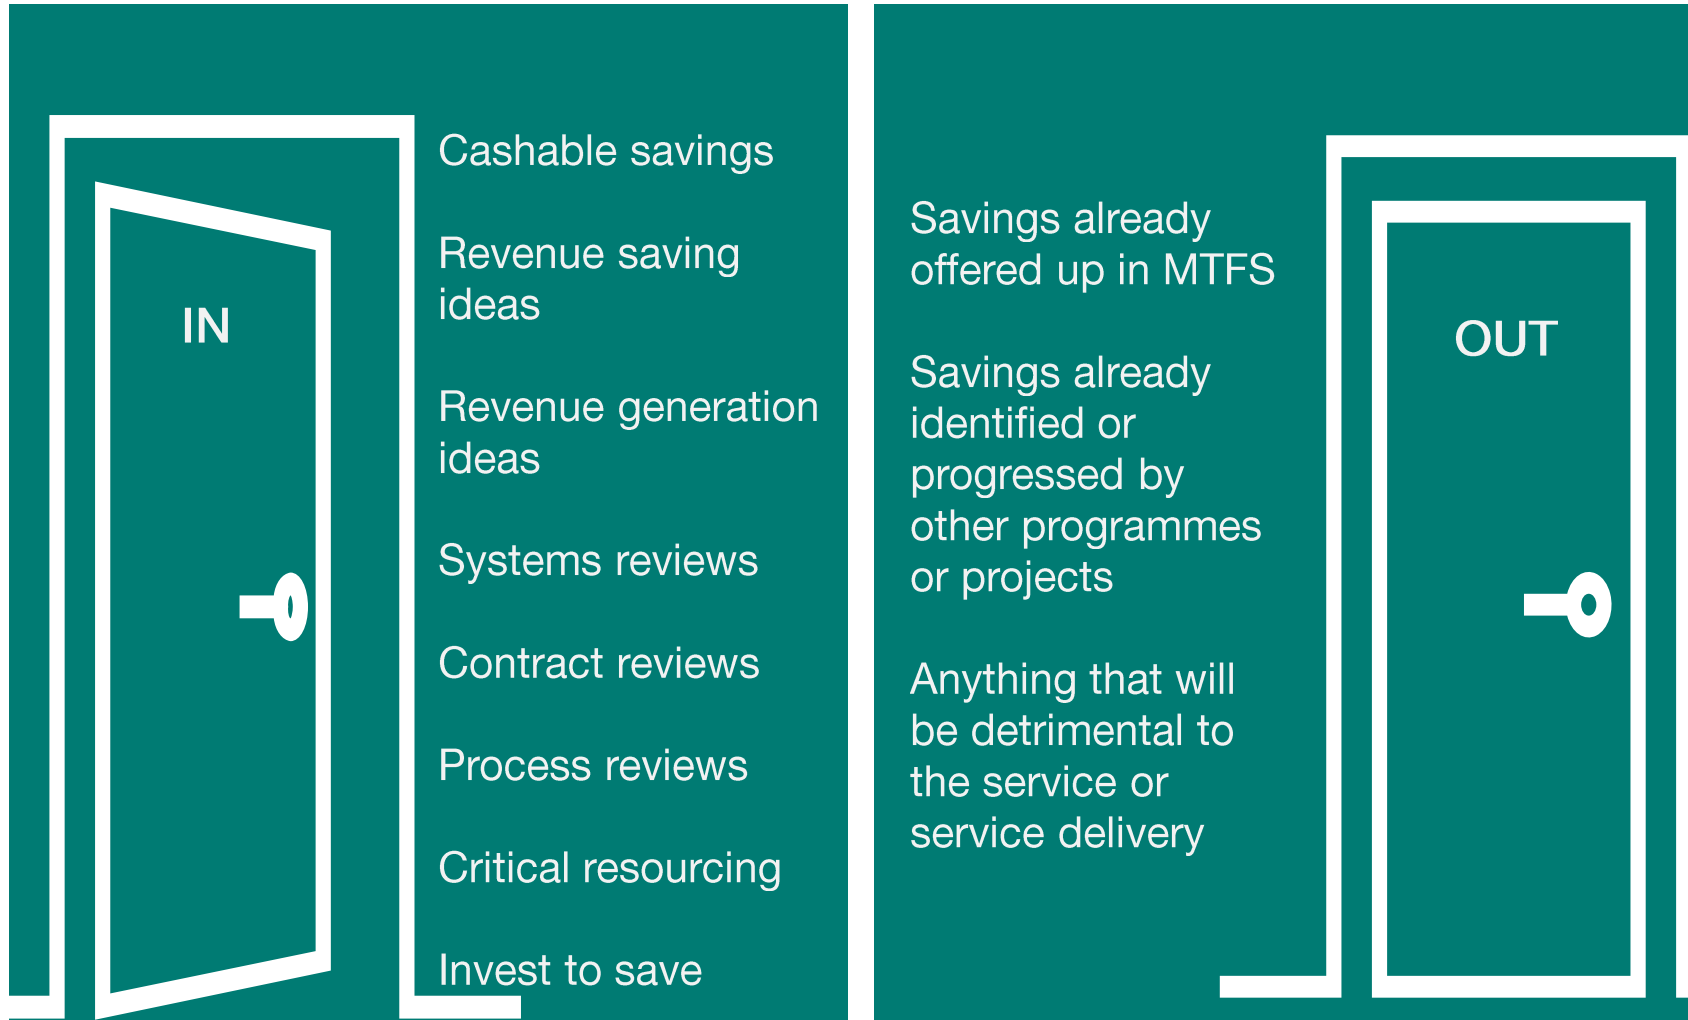 IN
Cashable savings
Revenue saving
ideas
Revenue generation
ideas
Systems reviews
Contract reviews
Process reviews
Critical resourcing
Invest to save
Savings already
offered up in MTFS
Savings already
identified or
progressed by
other programmes
or projects
Anything that will
be detrimental to
the service or
service delivery
OUT